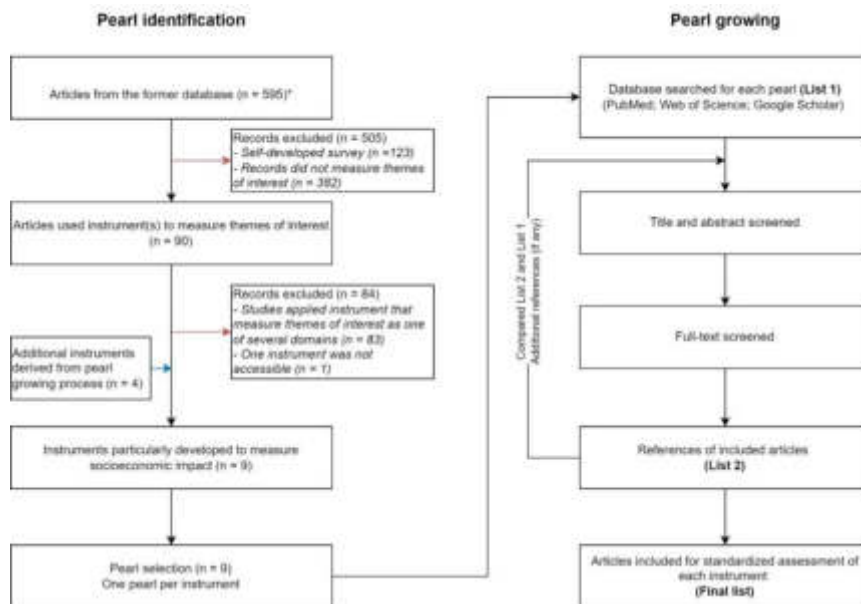 Pearl identification
Articles from the former database (n = 595)*
Records excluded (n = 505)
- Self-developed survey (n =123)
- Records did not measure themes
of interest (n = 382)
Articles used instrument(s) to measure themes of interest
(n = 90)
Records excluded (n = 84)
- Studies applied instrument that
measure themes of interest as one
of several domains (n = 83)
- One instrument was not
accessible (n = 1)
Additional instruments
derived from pearl
growing process (n = 4)
Instruments particularly developed to measure
socioeconomic impact (n = 9)
Pearl selection (n = 9)
One pearl per instrument
Pearl growing
Database searched for each pearl (List 1)
(PubMed; Web of Science; Google Scholar)
Compared List 2 and List 1
Additional references (if any)
Title and abstract screened
Full-text screened
References of included articles
(List 2)
Articles included for standardized assessment of
each instrument
(Final list)